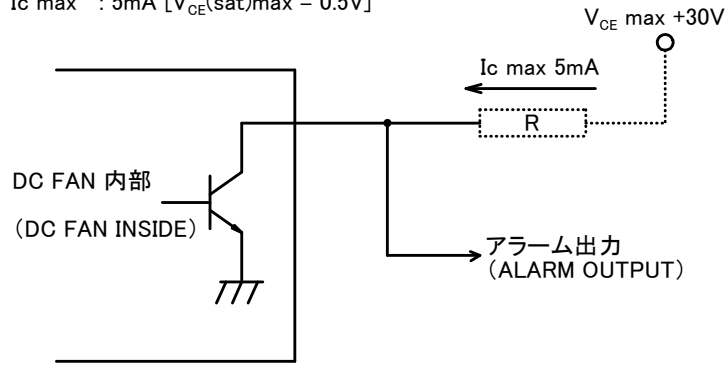 Ic max : 5mA [VCE(sat)max = 0.5V]
VCE max +30V
Ic max 5mA
R
DC FAN 内部
（DC FAN INSIDE）
アラーム出力
（ALARM OUTPUT）